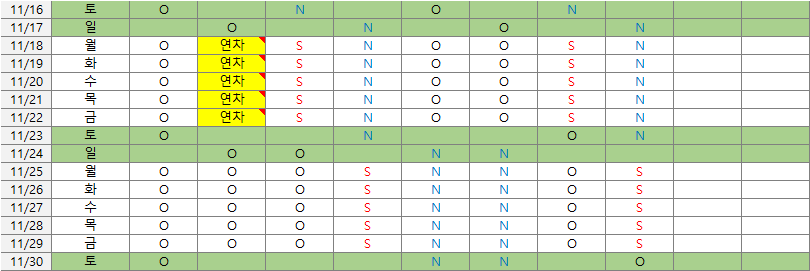 11/16 토 O N O N
11/17 일 O N O N
11/18 월 O 연차 S N O O S N
11/19 화 O 연차 S N O O S N
11/20 수 O 연차 S N O O S N
11/21 목 O 연차 S N O O S N
11/22 금 O 연차 S N O O S N
11/23 토 O N O N
11/24 일 O O N N
11/25 월 O O O S N N O S
11/26 화 O O O S N N O S
11/27 수 O O O S N N O S
11/28 목 O O O S N N O S
11/29 금 O O O S N N O S
11/30 토 O N N O